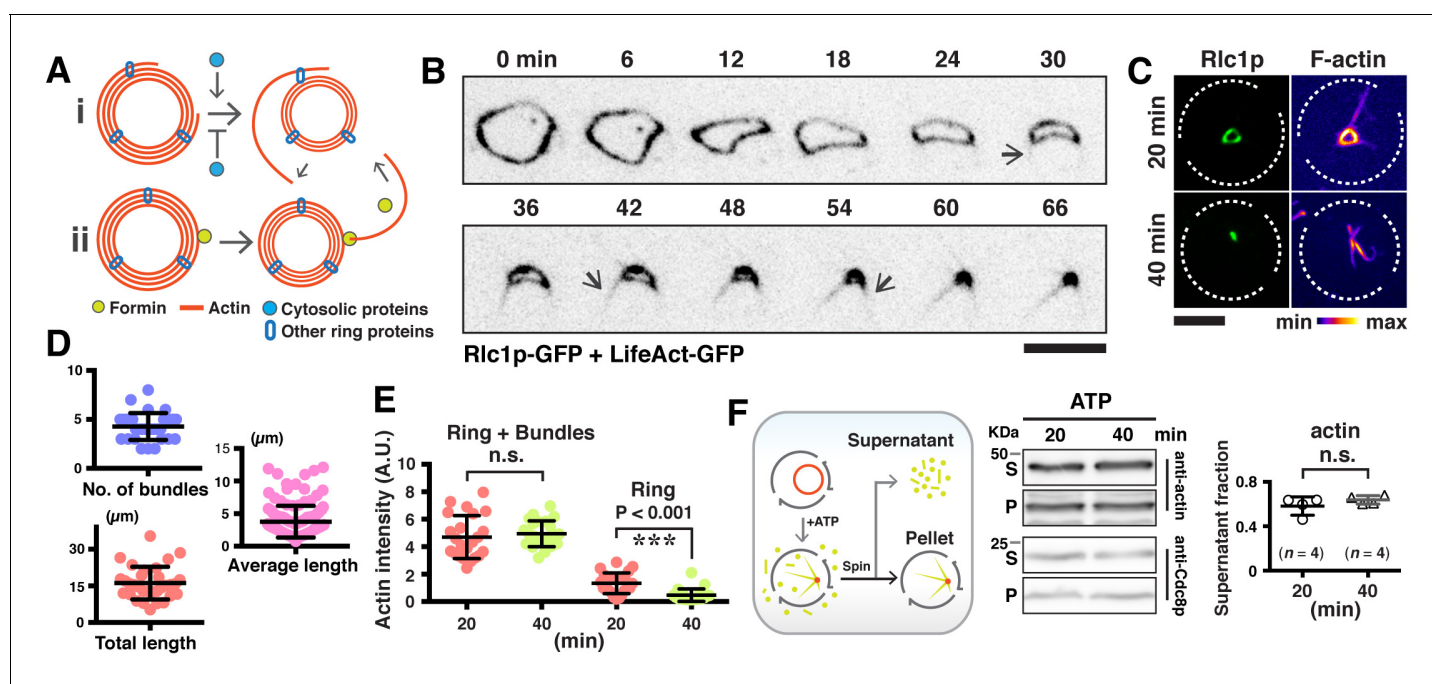 A
i
ii
Formin
Actin
Cytosolic proteins
Other ring proteins
B
0 min 6 12 18 24 30
36 42 48 54 60 66
Rlc1p-GFP + LifeAct-GFP
C
Rlc1p F-actin
20 min
40 min
min max
D
10
5
0
No. of bundles
(µm)
15
10
5
0
Average length
(µm)
30
15
0
Total length
E
Ring + Bundles
n.s.
Ring
P < 0.001
***
Actin intensity (A.U.)
10
8
6
4
2
0
20 40 20 40
(min)
F
Supernatant
+ATP
Spin
Pellet
ATP
KDa 20 40 min
50
S
P
anti-actin
25
S
P
anti-Cdc8p
actin
n.s.
Supernatant fraction
0.8
0.4
0
(n = 4) (n = 4)
20 40
(min)